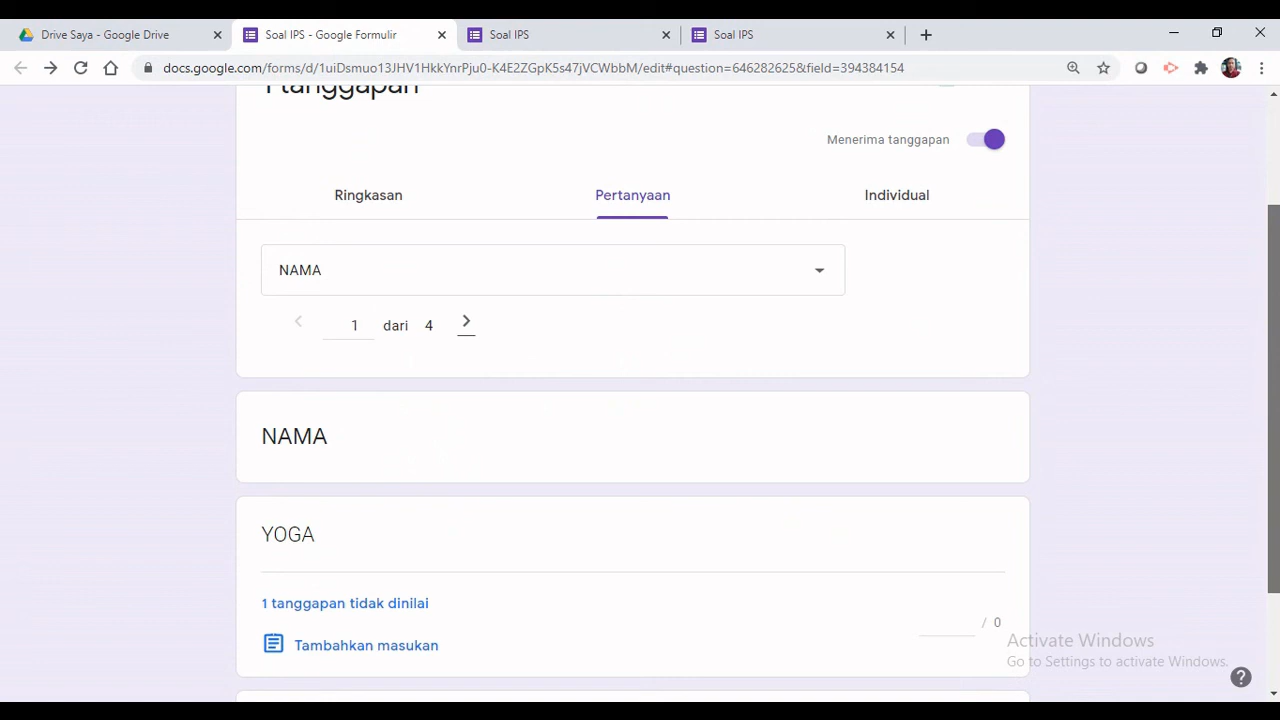 Drive Saya - Google Drive
Soal IPS - Google Formulir
Soal IPS
Soal IPS
docs.google.com/forms/d/1uiDsmuo13JHV1HkkYnrPju0-K4E2ZGpK5s47jVCWbbM/edit#question=646282625&field=394384154
1 tanggapan
Menerima tanggapan
Ringkasan
Pertanyaan
Individual
NAMA
1 dari 4
NAMA
YOGA
1 tanggapan tidak dinilai
/ 0
Tambahkan masukan
Activate Windows
Go to Settings to activate Windows.